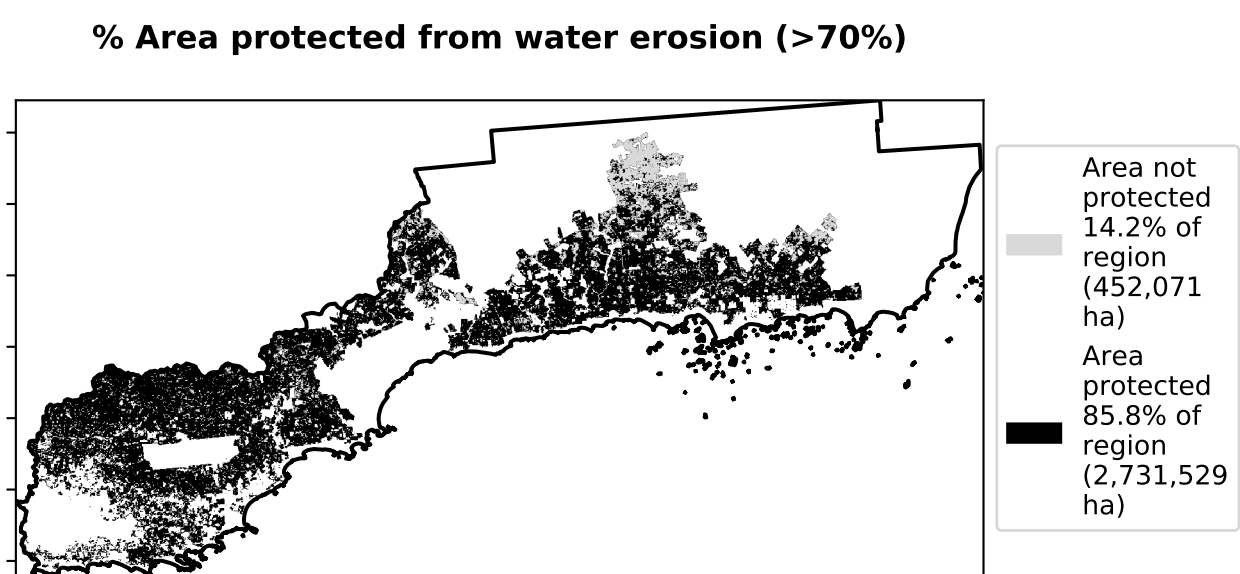 % Area protected from water erosion (>70%)
Area not
protected
14.2% of
region
(452,071
ha)
Area
protected
85.8% of
region
(2,731,529
ha)